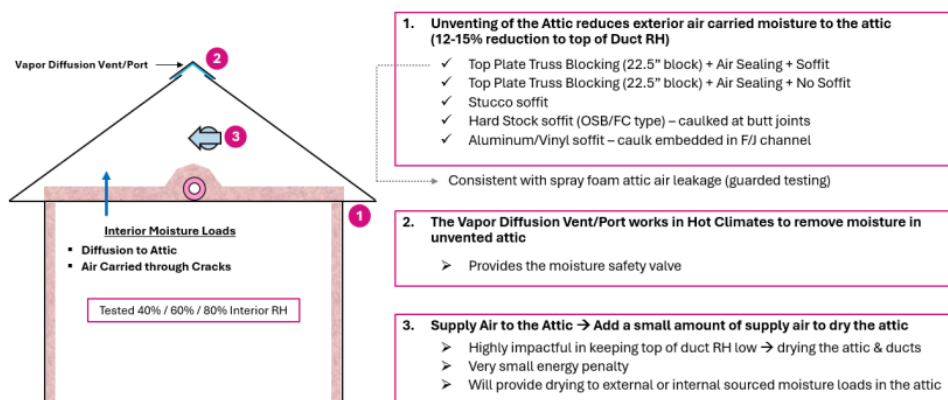 Vapor Diffusion Vent/Port
2
3
1
Interior Moisture Loads
▪ Diffusion to Attic
▪ Air Carried through Cracks
Tested 40% / 60% / 80% Interior RH
1. Unventing of the Attic reduces exterior air carried moisture to the attic
(12-15% reduction to top of Duct RH)
✓ Top Plate Truss Blocking (22.5” block) + Air Sealing + Soffit
✓ Top Plate Truss Blocking (22.5” block) + Air Sealing + No Soffit
✓ Stucco soffit
✓ Hard Stock soffit (OSB/FC type) – caulked at butt joints
✓ Aluminum/Vinyl soffit – caulk embedded in F/J channel
Consistent with spray foam attic air leakage (guarded testing)
2. The Vapor Diffusion Vent/Port works in Hot Climates to remove moisture in
unvented attic
➢ Provides the moisture safety valve
3. Supply Air to the Attic → Add a small amount of supply air to dry the attic
➢ Highly impactful in keeping top of duct RH low → drying the attic & ducts
➢ Very small energy penalty
➢ Will provide drying to external or internal sourced moisture loads in the attic